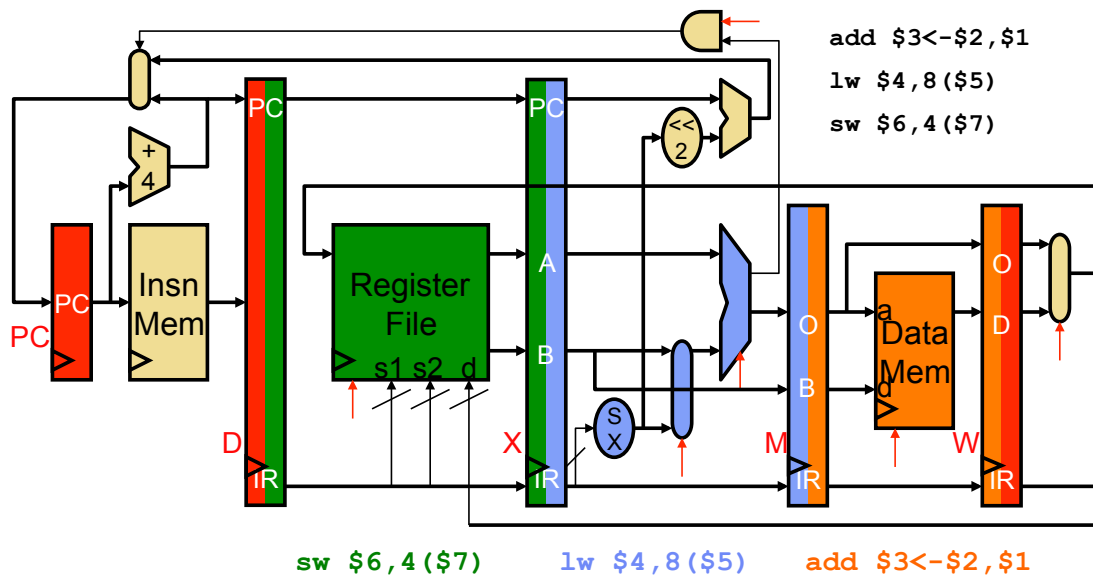 add $3<-$2,$1
lw $4,8($5)
sw $6,4($7)
PC
PC
<<
2
+
4
PC
Insn
Mem
Register
File
A
O
a
O
PC
s1 s2 d
B
B
d
Data
Mem
D
S
X
D
X
M
W
IR
IR
IR
IR
sw $6,4($7)
lw $4,8($5)
add $3<-$2,$1